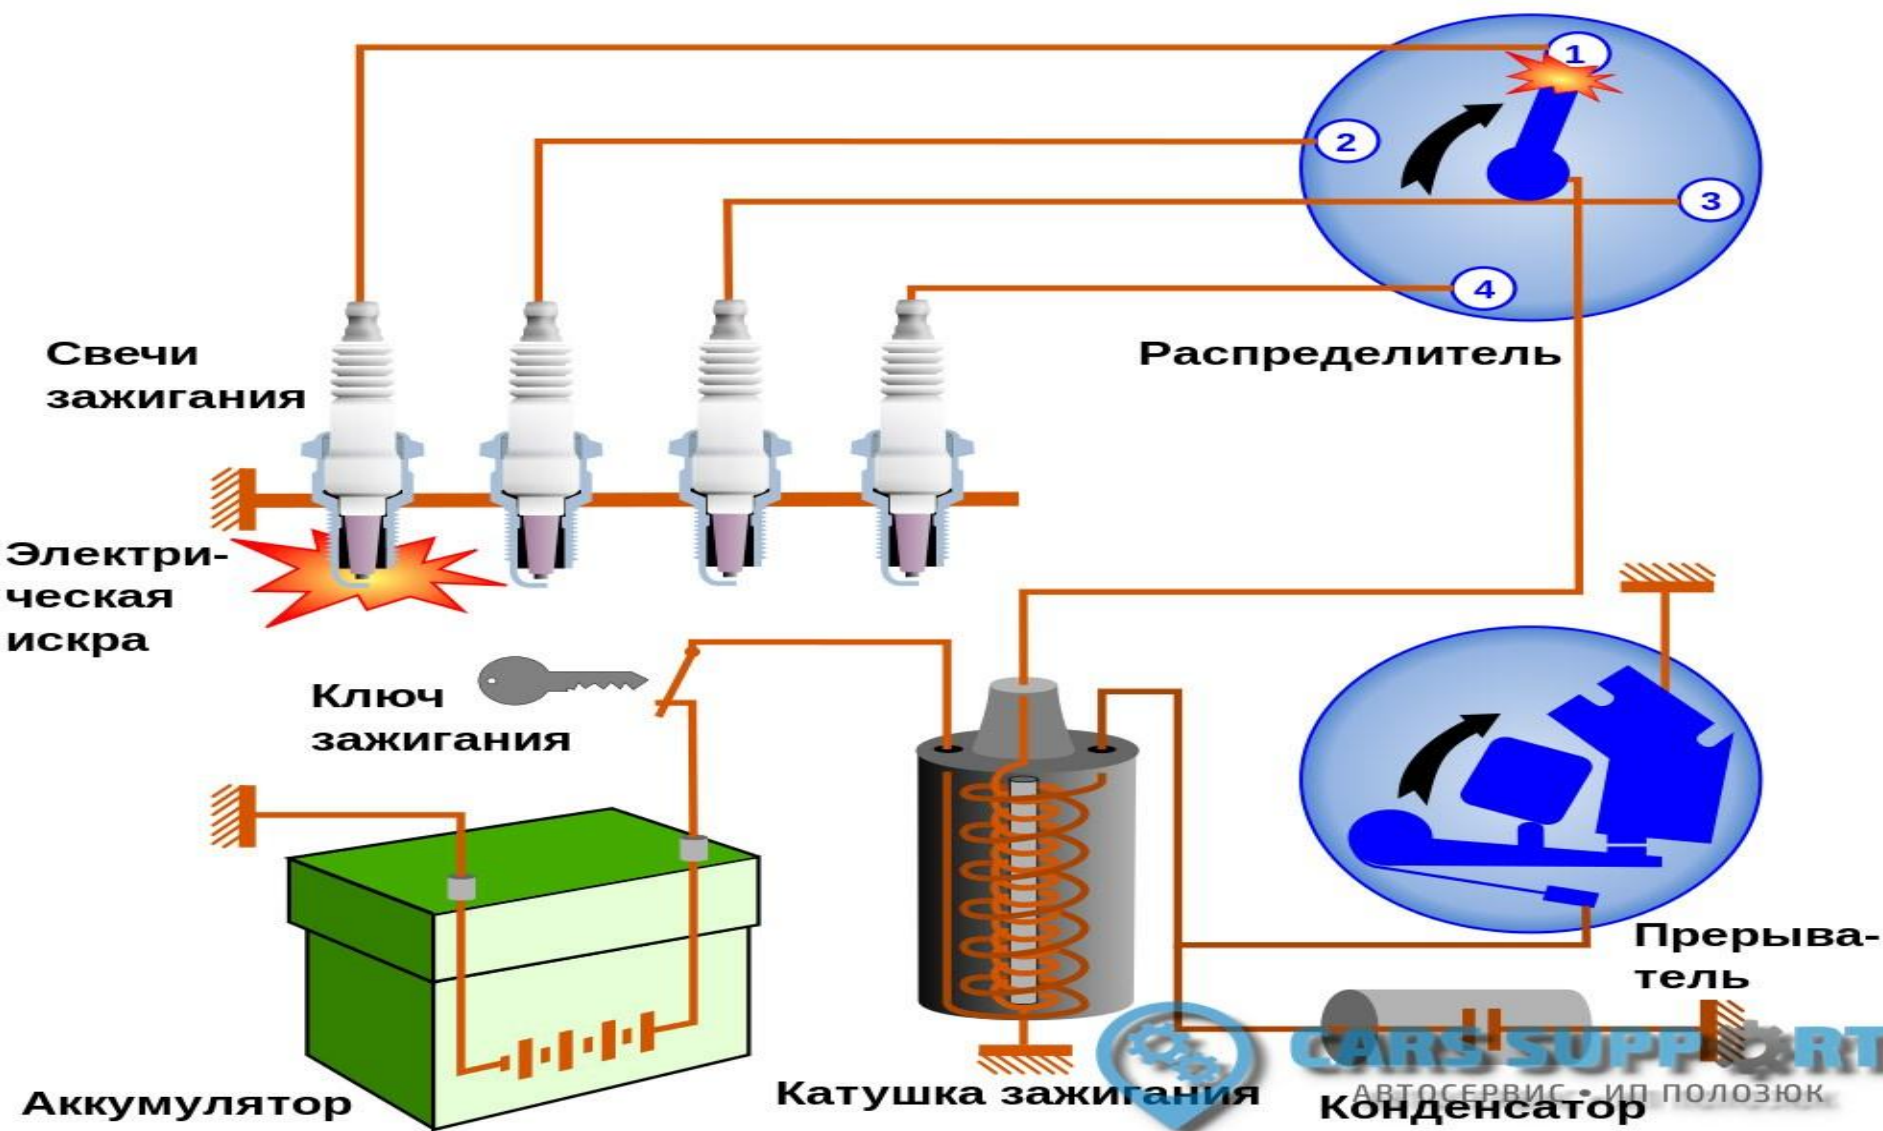 1
2
3
4
Распределитель
Свечи
зажигания
Электри-
ческая
искра
Ключ
зажигания
Прерыва-
тель
Аккумулятор
Катушка зажигания
Конденсатор
CARS SUPPORT
АВТОСЕРВИС • ИП ПОЛОЗЮК